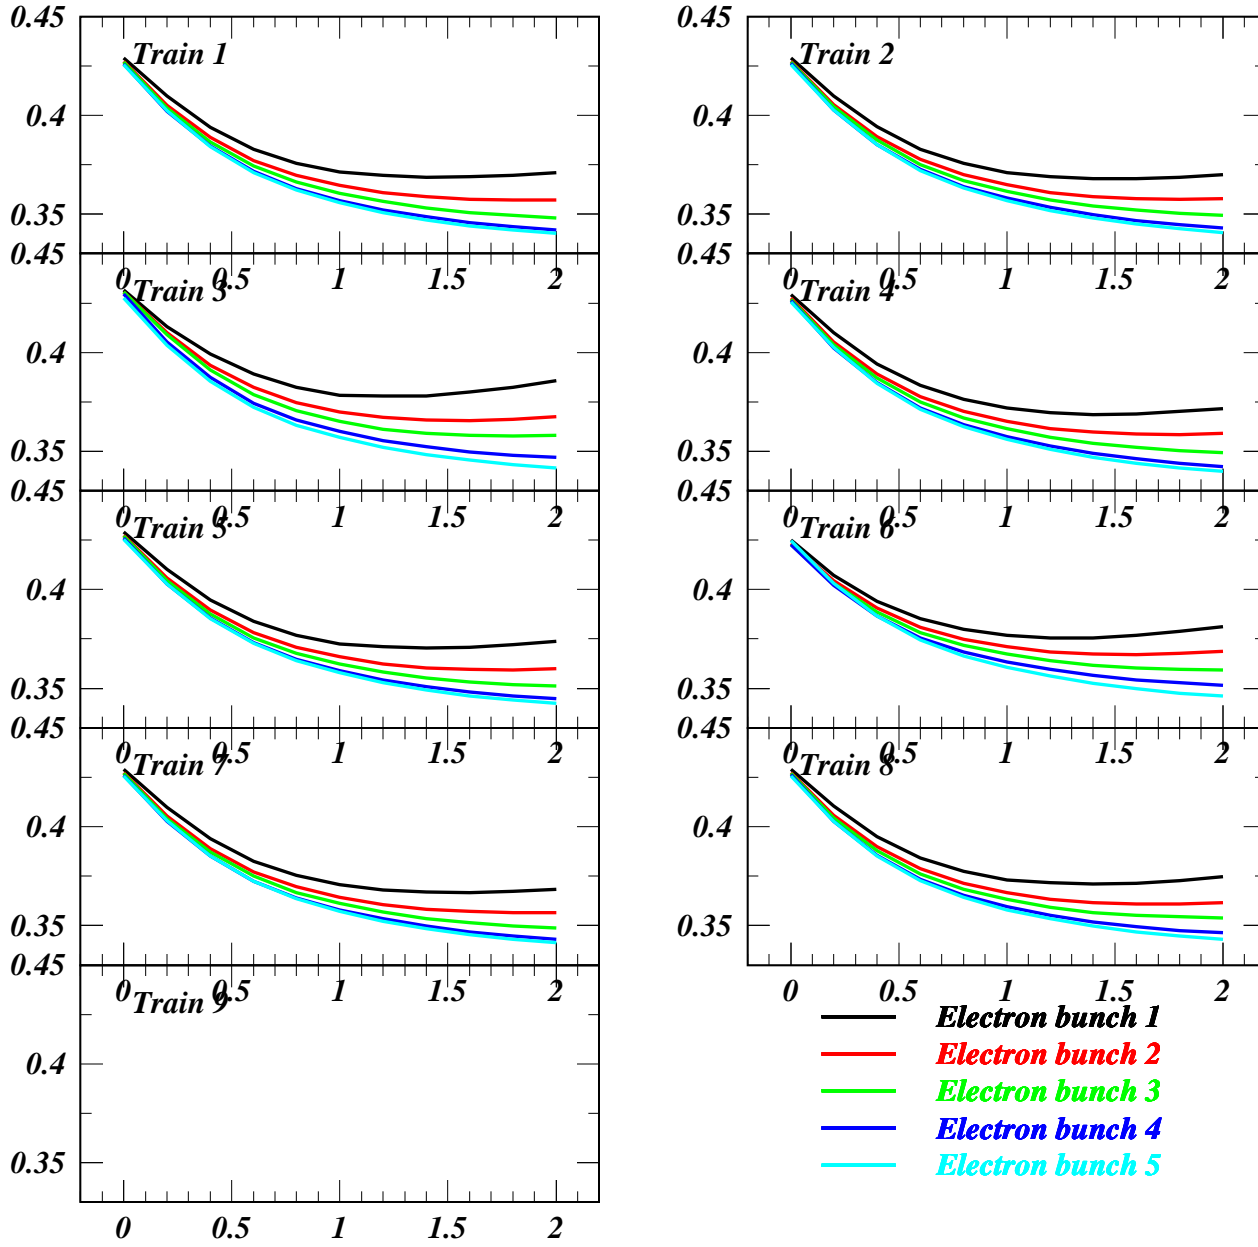 0.45 0.45
Train 1 Train 2
0.4 0.4
0.35 0.35
0.45 0.45
0 0.5 1 1.5 2 0 0.5 1 1.5 2
Train 3 Train 4
0.4 0.4
0.35 0.35
0.45 0.45
0 0.5 1 1.5 2 0 0.5 1 1.5 2
Train 5 Train 6
0.4 0.4
0.35 0.35
0.45 0.45
0 0.5 1 1.5 2 0 0.5 1 1.5 2
Train 7 Train 8
0.4 0.4
0.35 0.35
0.45
0 0.5 1 1.5 2 0 0.5 1 1.5 2
Train 9
Electron bunch 1
Electron bunch 2
0.4
Electron bunch 3
Electron bunch 4
0.35 Electron bunch 5
0 0.5 1 1.5 2